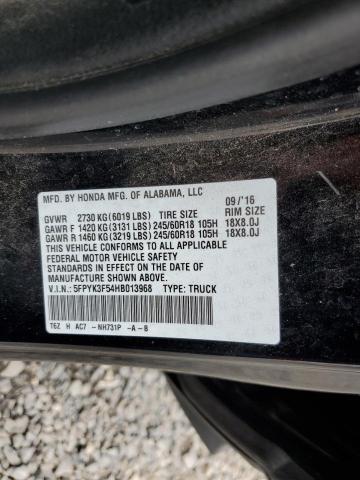 MFD. BY HONDA MFG. OF ALABAMA, LLC 09/'16
GVWR 2730 KG(6019 LBS) TIRE SIZE RIM SIZE
GAWR F 1420 KG(3131 LBS) 245/60R18 105H 18X8.0J
GAWR R 1460 KG(3219 LBS) 245/60R18 105H 18X8.0J
THIS VEHICLE CONFORMS TO ALL APPLICABLE
FEDERAL MOTOR VEHICLE SAFETY
STANDARDS IN EFFECT ON THE DATE OF
MANUFACTURE SHOWN ABOVE.
V.I.N.: 5FPYK3F54HB013968 TYPE: TRUCK
T6Z H AC7 -NH731P -A-B